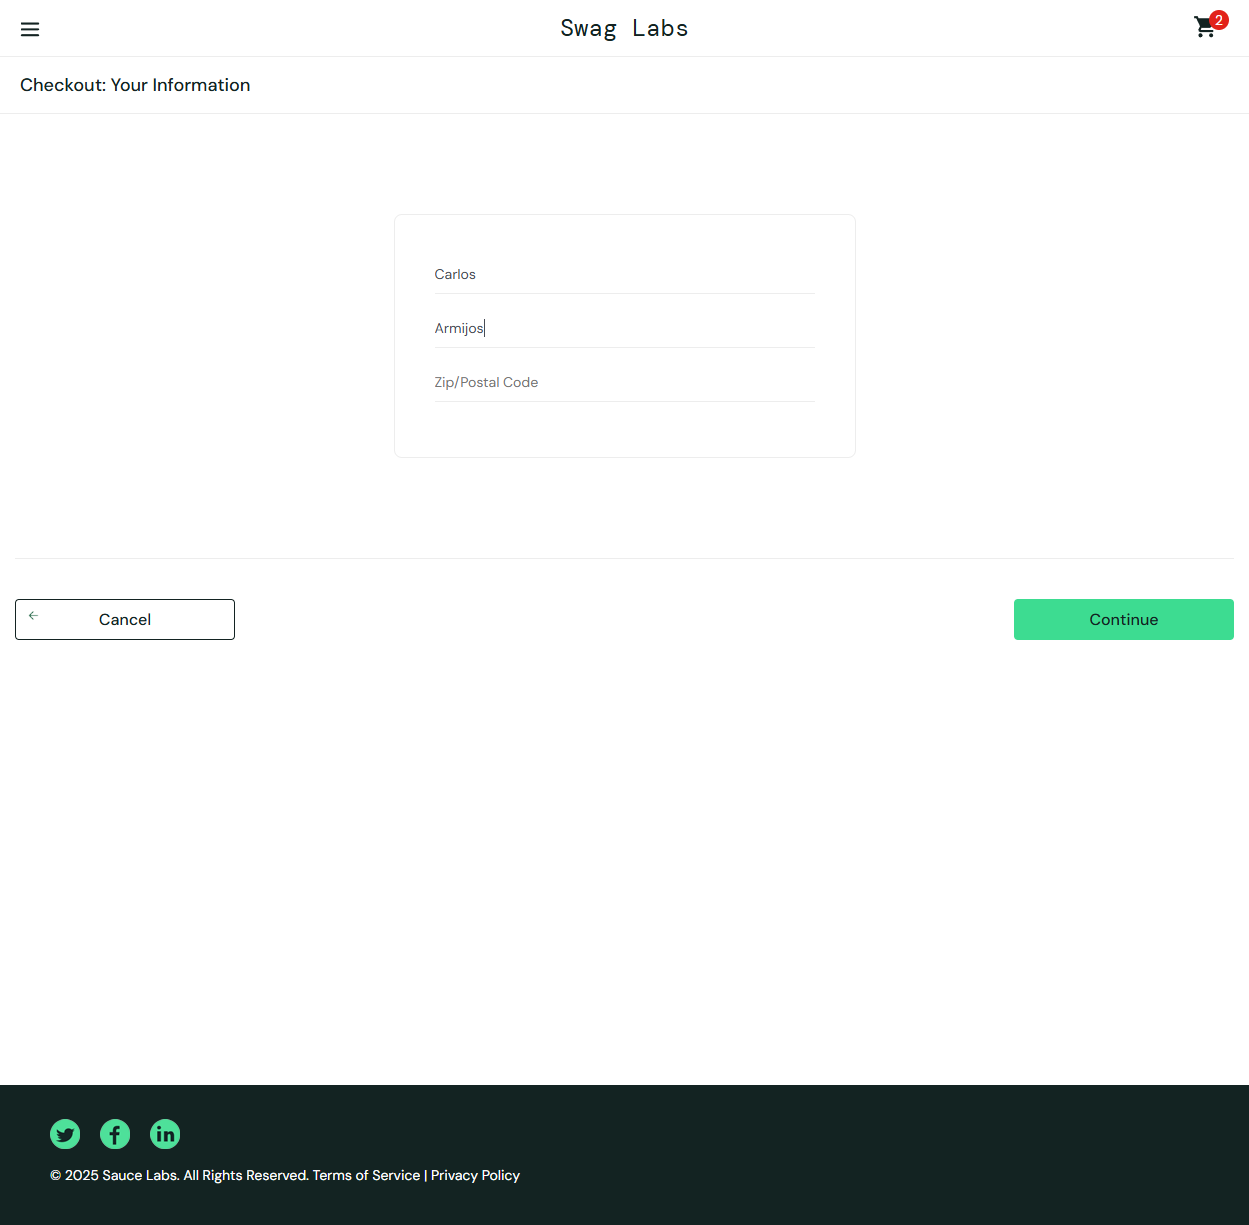 Swag Labs
2
Checkout: Your Information
Carlos
Armijos
Zip/Postal Code
Cancel
Continue
© 2025 Sauce Labs. All Rights Reserved. Terms of Service | Privacy Policy